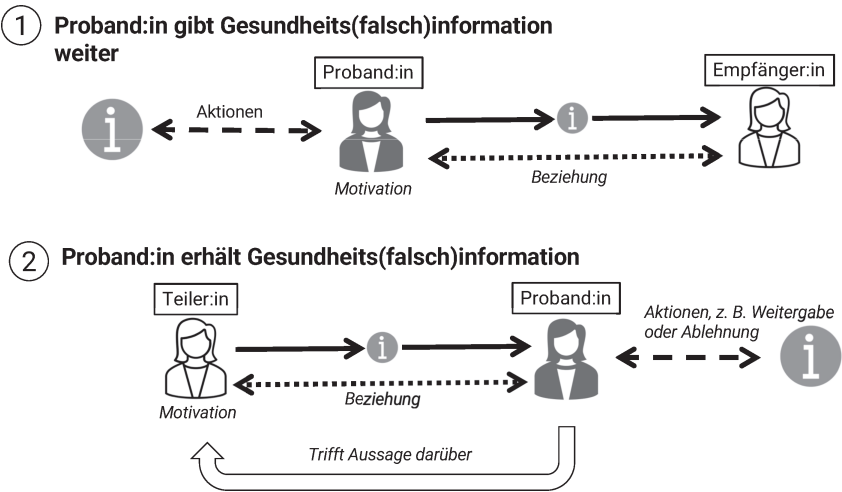 1 Proband:in gibt Gesundheits(falsch)information
weiter
Proband:in
Empfänger:in
Aktionen
i
i
Motivation
Beziehung
2 Proband:in erhält Gesundheits(falsch)information
Teiler:in
Proband:in
Aktionen, z. B. Weitergabe
oder Ablehnung
i
i
Motivation
Beziehung
Trifft Aussage darüber